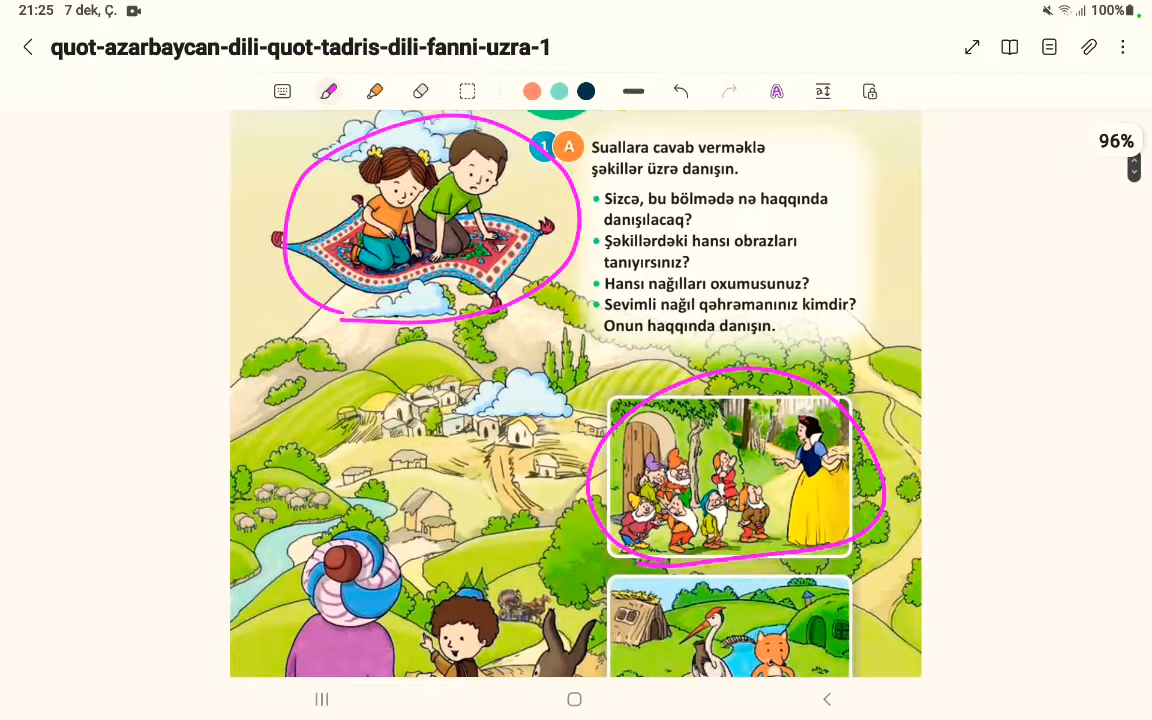 21:25 7 dek, Ç. 100%
quot-azarbaycan-dili-quot-tadris-dili-fanni-uzra-1
96%
1 A Suallara cavab verməklə
şəkillər üzrə danışın.
• Sizcə, bu bölmədə nə haqqında
danışılacaq?
• Şəkillərdəki hansı obrazları
tanıyırsınız?
• Hansı nağılları oxumusunuz?
• Sevimli nağıl qəhrəmanınız kimdir?
Onun haqqında danışın.